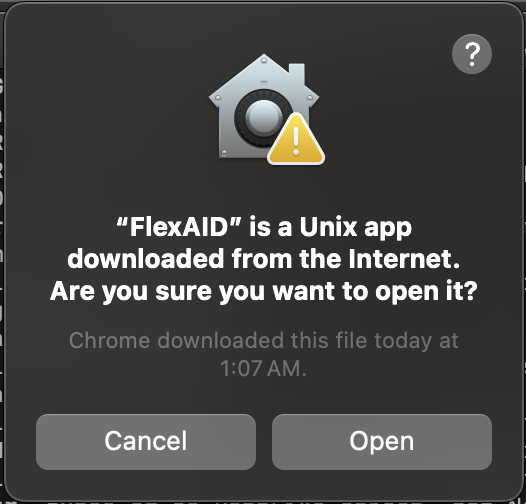 ?
“FlexAID” is a Unix app
downloaded from the Internet.
Are you sure you want to open it?
Chrome downloaded this file today at
1:07 AM.
Cancel
Open